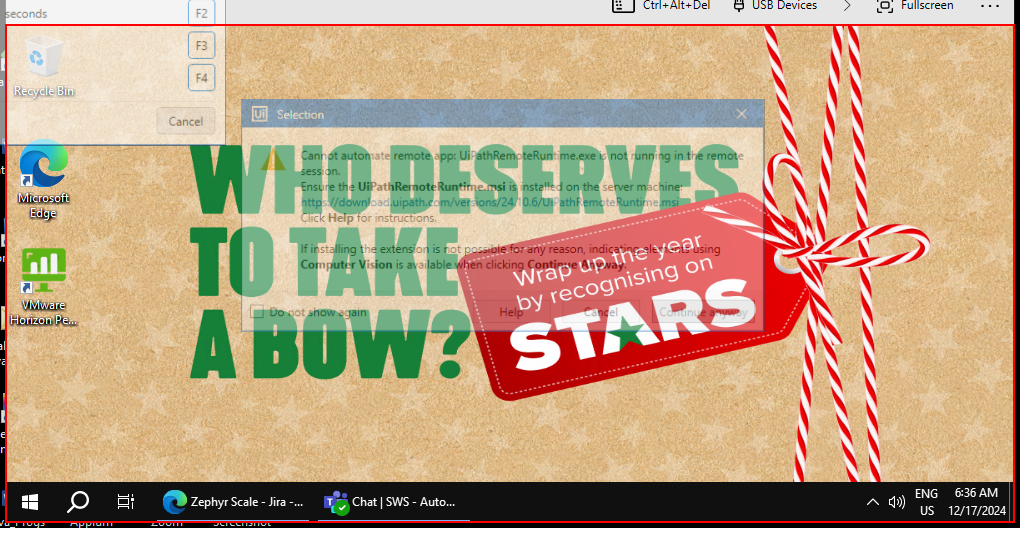 Ctrl+Alt+Del
USB Devices
Fullscreen
seconds
F2
F3
F4
Cancel
Recycle Bin
Microsoft
Edge
VMware
Horizon Pe...
Ui Selection
Cannot automate remote app: UiPathRemoteRuntime.exe is not running in the remote
session.
Ensure the UiPathRemoteRuntime.msi is installed on the server machine:
https://download.uipath.com/versions/24.10.6/UiPathRemoteRuntime.msi
Click Help for instructions.
If installing the extension is not possible for any reason, indicating elements using
Computer Vision is available when clicking Continue Anyway.
Do not show again
Help
Cancel
Continue anyway
WHO DESERVES
TO TAKE
A BOW?
Wrap up the year
by recognising on
STARS
Zephyr Scale - Jira -...
Chat | SWS - Auto...
ENG
US
6:36 AM
12/17/2024